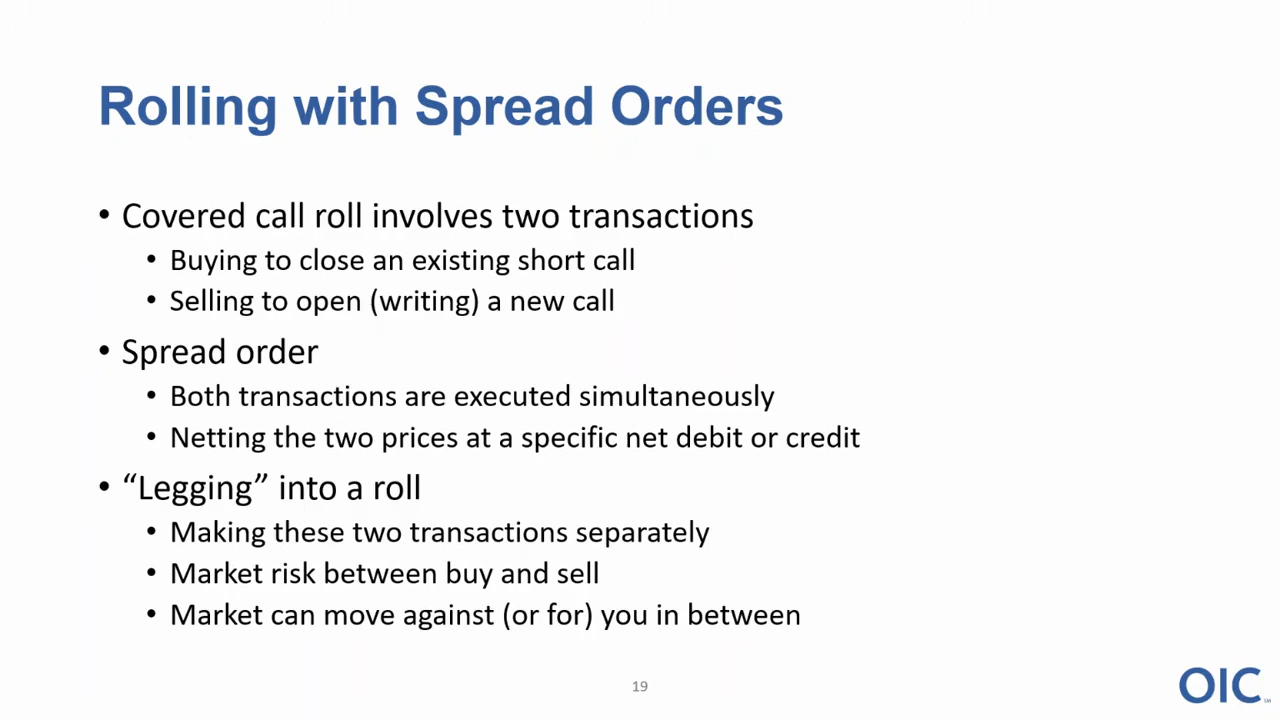 Rolling with Spread Orders
• Covered call roll involves two transactions
• Buying to close an existing short call
• Selling to open (writing) a new call
• Spread order
• Both transactions are executed simultaneously
• Netting the two prices at a specific net debit or credit
• “Legging” into a roll
• Making these two transactions separately
• Market risk between buy and sell
• Market can move against (or for) you in between
19
OIC℠